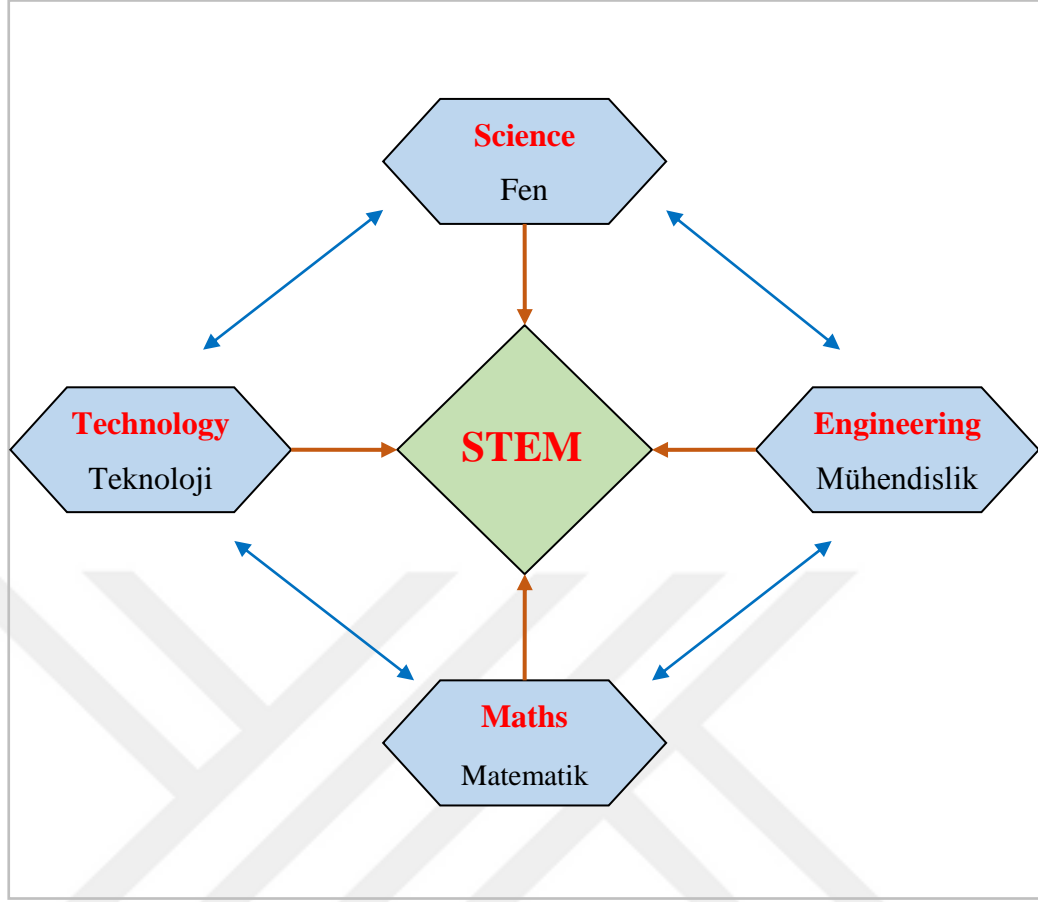 Science
Fen
Technology
Teknoloji
STEM
Engineering
Mühendislik
Maths
Matematik